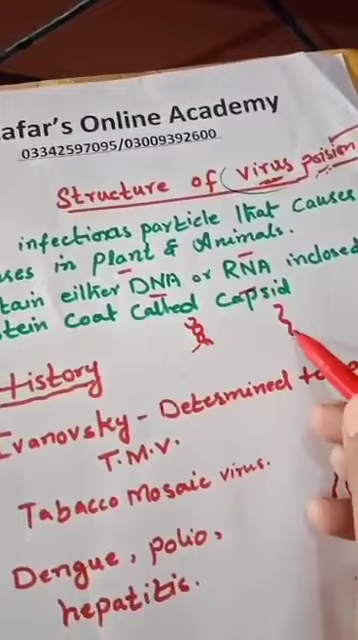 afar's Online Academy
03342597095/03009392600
Structure of (virus poision
infectious particle that causes
ses in Plant & Animals.
tain either DNA or RNA inclosed
tein coat Called Capsid
History
Ivanovsky - Determined t
T.M.V.
Tabacco Mosaic virus.
Dengue, polio,
hepatitis.